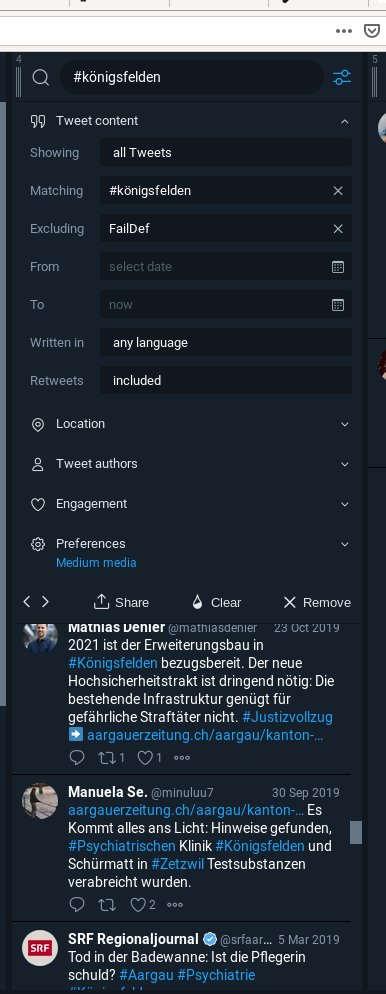 4
5
#königsfelden
Tweet content
Showing all Tweets
Matching #königsfelden
Excluding FailDef
From select date
To now
Written in any language
Retweets included
Location
Tweet authors
Engagement
Preferences
Medium media
Share Clear Remove
Mathias Denler @mathiasdenler 23 Oct 2019
2021 ist der Erweiterungsbau in
#Königsfelden bezugsbereit. Der neue
Hochsicherheitstrakt ist dringend nötig: Die
bestehende Infrastruktur genügt für
gefährliche Straftäter nicht. #Justizvollzug
➡ aargauerzeitung.ch/aargau/kanton-…
1 1
Manuela Se. @minuluu7 30 Sep 2019
aargauerzeitung.ch/aargau/kanton-… Es
Kommt alles ans Licht: Hinweise gefunden,
#Psychiatrischen Klinik #Königsfelden und
Schürmatt in #Zetzwil Testsubstanzen
verabreicht wurden.
2
SRF
SRF Regionaljournal @srfaar… 5 Mar 2019
Tod in der Badewanne: Ist die Pflegerin
schuld? #Aargau #Psychiatrie
#Königsfelden